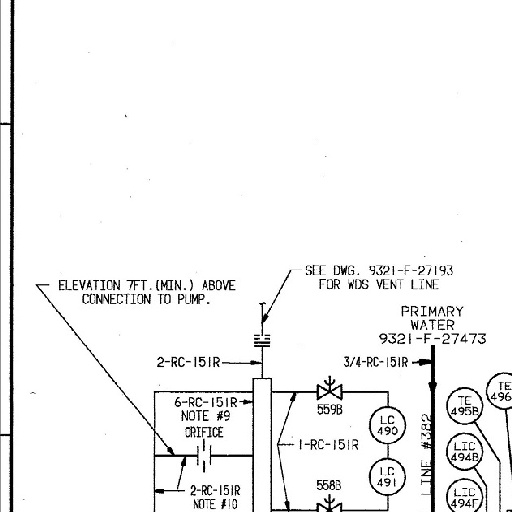 SEE DWG. 9321-F-27193
FOR WDS VENT LINE
ELEVATION 7FT.(MIN.) ABOVE
CONNECTION TO PUMP.
PRIMARY
WATER
9321-F-27473
2-RC-151R
3/4-RC-151R
6-RC-151R
NOTE #9
ORIFICE
559B
LC
490
1-RC-151R
LC
491
558B
2-RC-151R
NOTE #10
LINE #382
TE
496
TE
495B
LIC
494B
LIC
494F